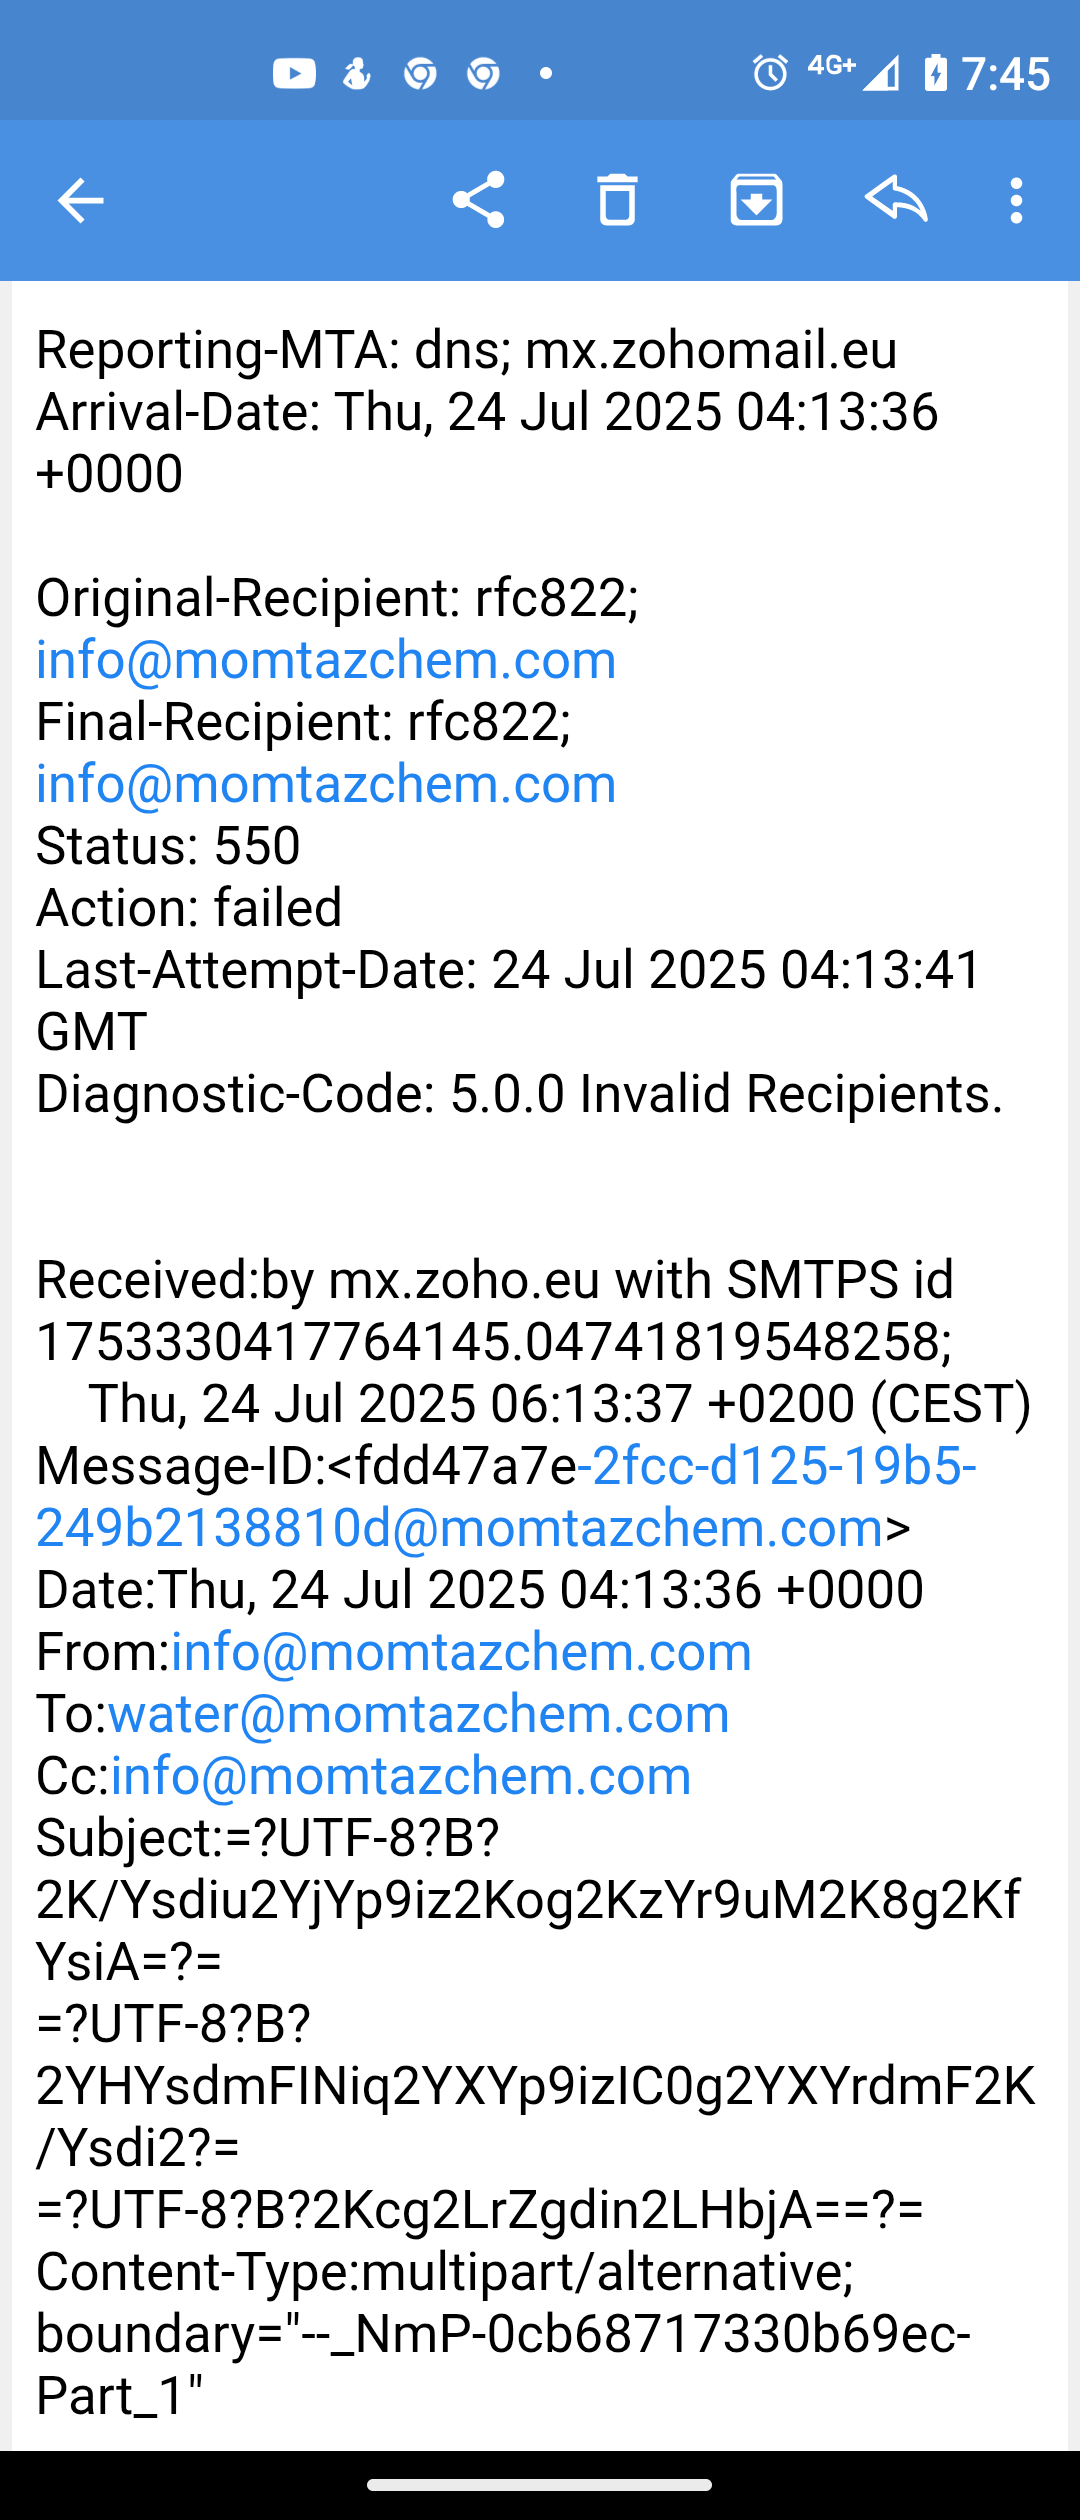 4G+ 7:45
Reporting-MTA: dns; mx.zohomail.eu
Arrival-Date: Thu, 24 Jul 2025 04:13:36
+0000
Original-Recipient: rfc822;
info@momtazchem.com
Final-Recipient: rfc822;
info@momtazchem.com
Status: 550
Action: failed
Last-Attempt-Date: 24 Jul 2025 04:13:41
GMT
Diagnostic-Code: 5.0.0 Invalid Recipients.
Received:by mx.zoho.eu with SMTPS id
1753330417764145.04741819548258;
Thu, 24 Jul 2025 06:13:37 +0200 (CEST)
Message-ID:<fdd47a7e-2fcc-d125-19b5-
249b2138810d@momtazchem.com>
Date:Thu, 24 Jul 2025 04:13:36 +0000
From:info@momtazchem.com
To:water@momtazchem.com
Cc:info@momtazchem.com
Subject:=?UTF-8?B?
2K/Ysdiu2YjYp9iz2Kog2KzYr9uM2K8g2Kf
YsiA=?=
=?UTF-8?B?
2YHYsdmFINiq2YXYp9izIC0g2YXYrdmF2K
/Ysdi2?=
=?UTF-8?B?2Kcg2LrZgdin2LHbjA==?=
Content-Type:multipart/alternative;
boundary="--_NmP-0cb68717330b69ec-
Part_1"